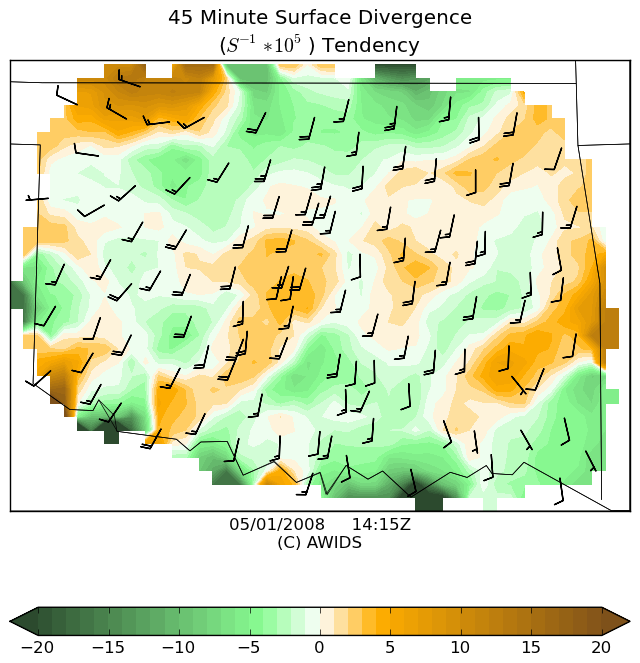 45 Minute Surface Divergence
(S⁻¹ ∗10⁵ ) Tendency
05/01/2008 14:15Z
(C) AWIDS
−20 −15 −10 −5 0 5 10 15 20